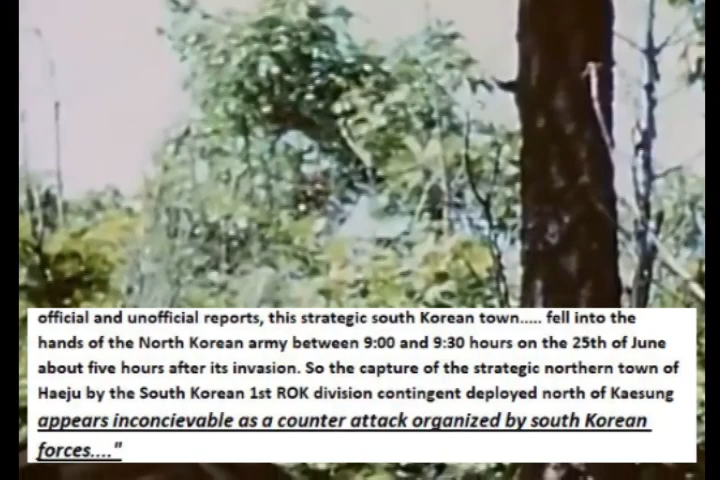 official and unofficial reports, this strategic south Korean town..... fell into the
hands of the North Korean army between 9:00 and 9:30 hours on the 25th of June
about five hours after its invasion. So the capture of the strategic northern town of
Haeju by the South Korean 1st ROK division contingent deployed north of Kaesung
appears inconcievable as a counter attack organized by south Korean
forces...."